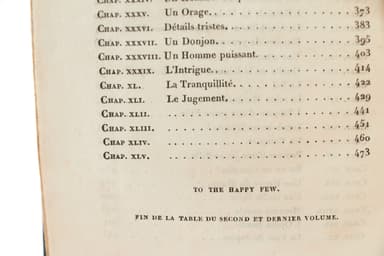 CHAP. XXXV. Un Orage. . . . . . . . . . . . . . . . 373
CHAP. XXXVI. Détails tristes. . . . . . . . . . . . . 383
CHAP. XXXVII. Un Donjon. . . . . . . . . . . . . . 395
CHAP. XXXVIII. Un Homme puissant. . . . . . . . . . 403
CHAP. XXXIX. L'Intrigue. . . . . . . . . . . . . . . 414
CHAP. XL. La Tranquillité. . . . . . . . . . . . . 422
CHAP. XLI. Le Jugement. . . . . . . . . . . . . . 429
CHAP. XLII. . . . . . . . . . . . . . . . . . . . . 441
CHAP. XLIII. . . . . . . . . . . . . . . . . . . . . 451
CHAP. XLIV. . . . . . . . . . . . . . . . . . . . . 460
CHAP. XLV. . . . . . . . . . . . . . . . . . . . . 473
TO THE HAPPY FEW.
FIN DE LA TABLE DU SECOND ET DERNIER VOLUME.